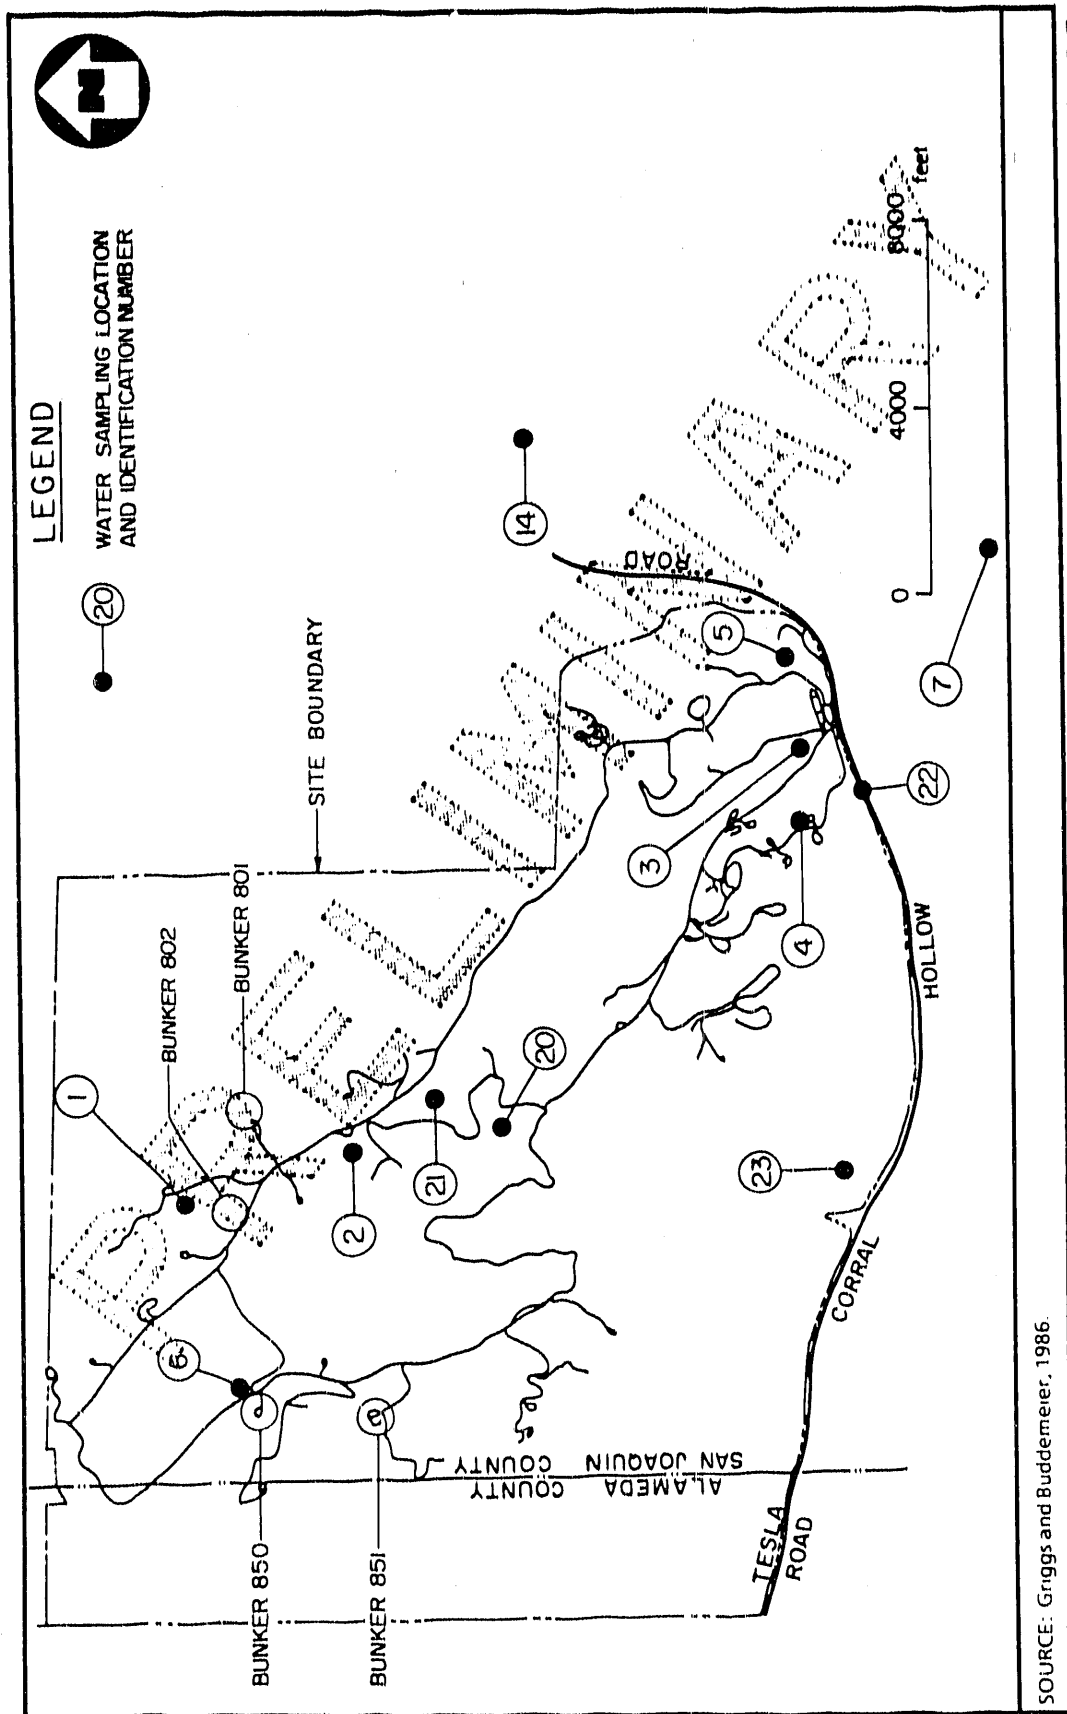 N
LEGEND
20
WATER SAMPLING LOCATION
AND IDENTIFICATION NUMBER
SITE BOUNDARY
PRELIMINARY
1
BUNKER 802
BUNKER 801
2
21
20
6
BUNKER 850
BUNKER 851
ALAMEDA COUNTY
SAN JOAQUIN COUNTY
14
ROAD
5
3
4
22
7
23
HOLLOW
CORRAL
TESLA
ROAD
0 4000 8000
feet
SOURCE: Griggs and Buddemeier, 1986.